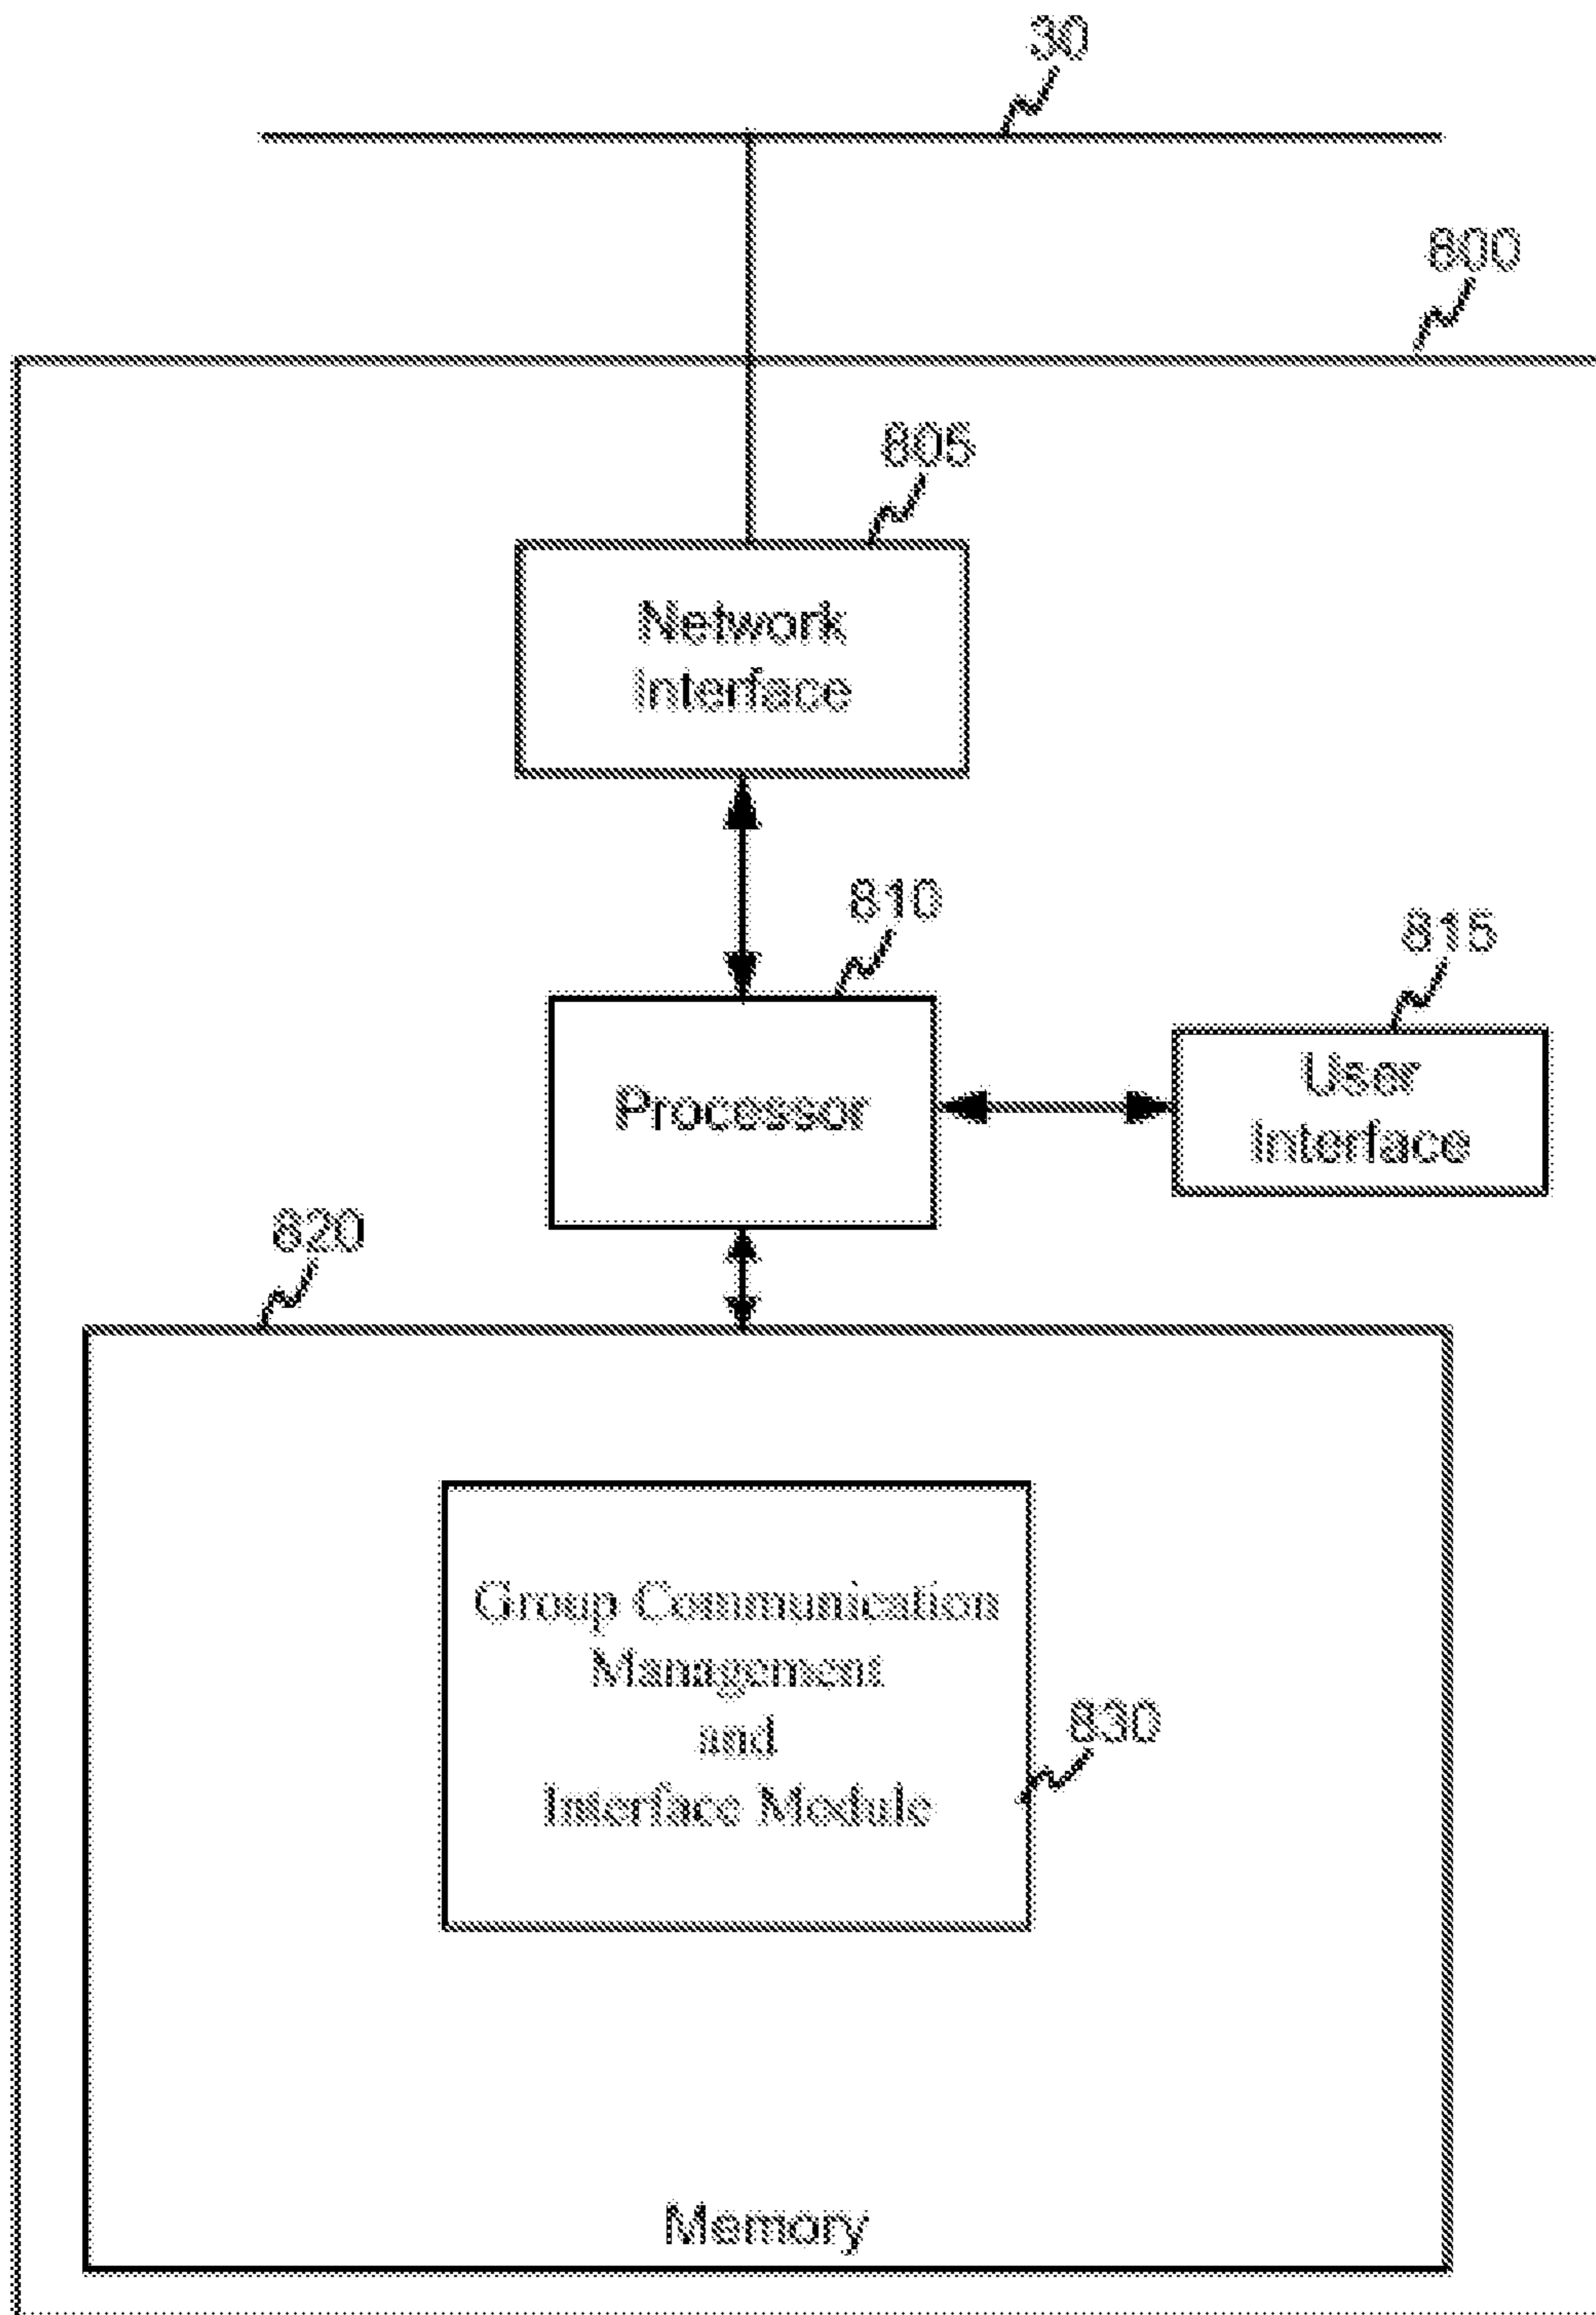 30
800
805
Network
Interface
810
815
Processor
User
Interface
820
Group Communication
Management
and
Interface Module
830
Memory